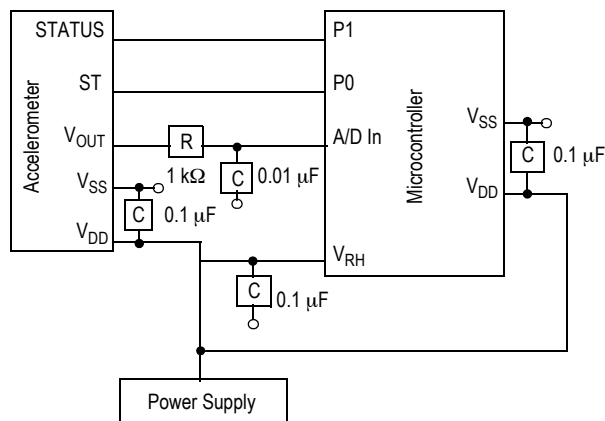 STATUS
P1
ST
P0
VOUT
R
A/D In
1 kΩ
C
0.01 μF
Accelerometer
VSS
C
0.1 μF
VDD
Microcontroller
VSS
C
0.1 μF
VDD
VRH
C
0.1 μF
Power Supply